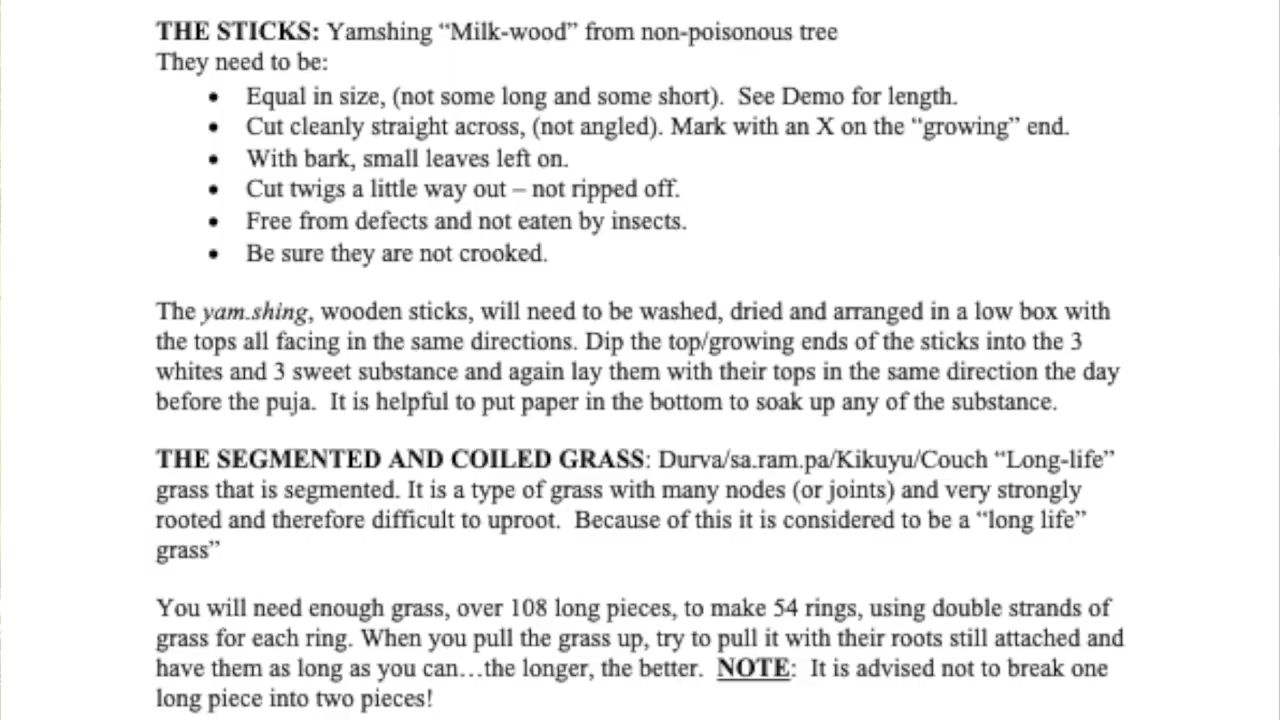 THE STICKS: Yamshing “Milk-wood” from non-poisonous tree
They need to be:
• Equal in size, (not some long and some short).  See Demo for length.
• Cut cleanly straight across, (not angled). Mark with an X on the “growing” end.
• With bark, small leaves left on.
• Cut twigs a little way out – not ripped off.
• Free from defects and not eaten by insects.
• Be sure they are not crooked.
The yam.shing, wooden sticks, will need to be washed, dried and arranged in a low box with
the tops all facing in the same directions. Dip the top/growing ends of the sticks into the 3
whites and 3 sweet substance and again lay them with their tops in the same direction the day
before the puja.  It is helpful to put paper in the bottom to soak up any of the substance.
THE SEGMENTED AND COILED GRASS: Durva/sa.ram.pa/Kikuyu/Couch “Long-life”
grass that is segmented. It is a type of grass with many nodes (or joints) and very strongly
rooted and therefore difficult to uproot.  Because of this it is considered to be a “long life”
grass”
You will need enough grass, over 108 long pieces, to make 54 rings, using double strands of
grass for each ring. When you pull the grass up, try to pull it with their roots still attached and
have them as long as you can…the longer, the better.  NOTE:  It is advised not to break one
long piece into two pieces!